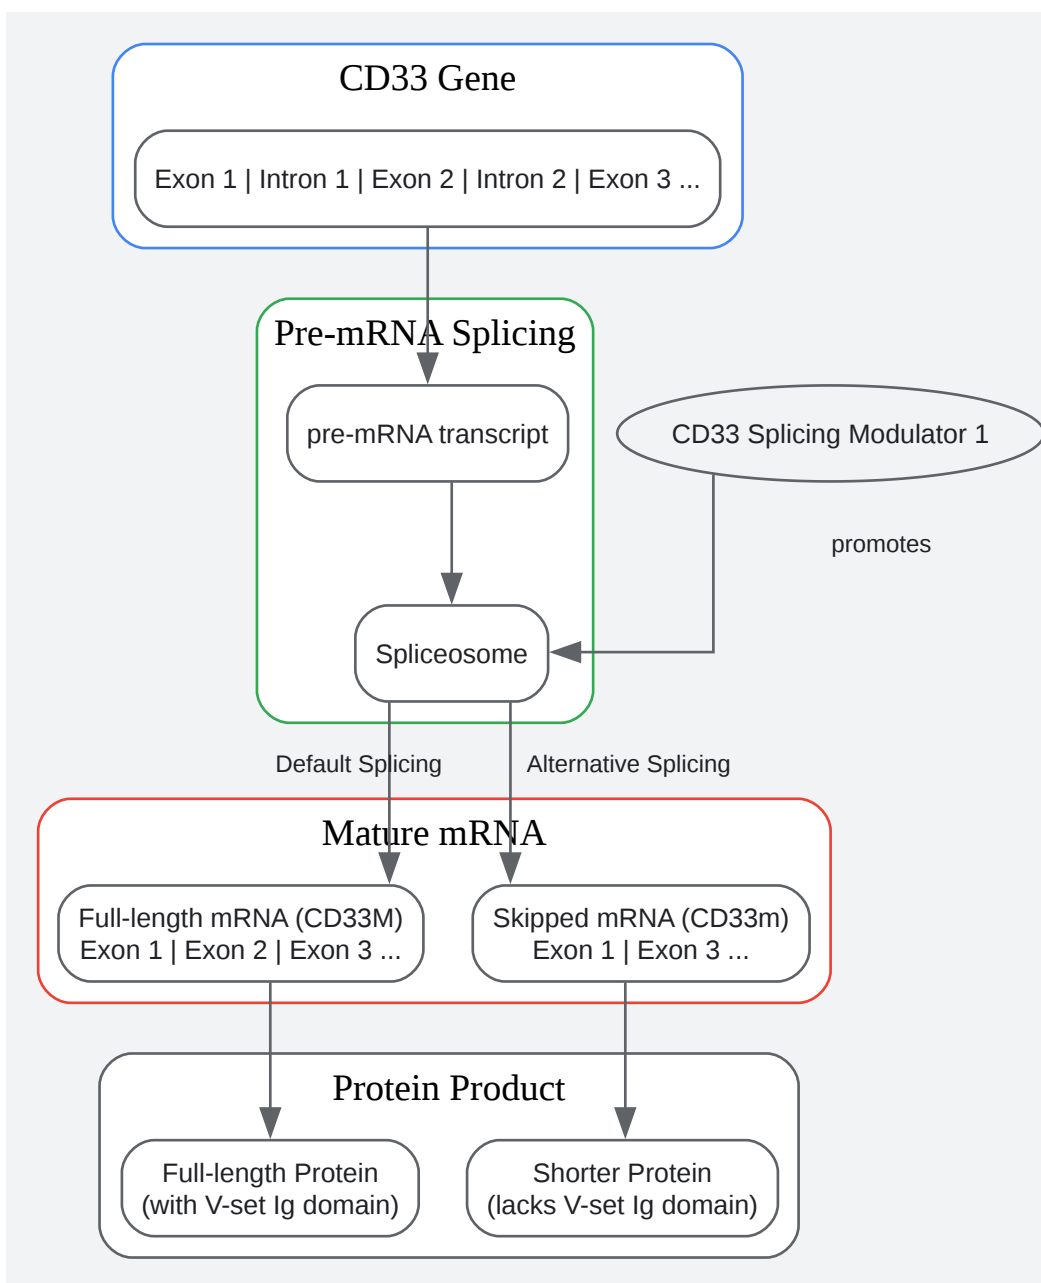 CD33 Gene
Exon 1 | Intron 1 | Exon 2 | Intron 2 | Exon 3 ...
Pre-mRNA Splicing
pre-mRNA transcript
CD33 Splicing Modulator 1
promotes
Spliceosome
Default Splicing
Alternative Splicing
Mature mRNA
Full-length mRNA (CD33M)
Exon 1 | Exon 2 | Exon 3 ...
Skipped mRNA (CD33m)
Exon 1 | Exon 3 ...
Protein Product
Full-length Protein
(with V-set Ig domain)
Shorter Protein
(lacks V-set Ig domain)